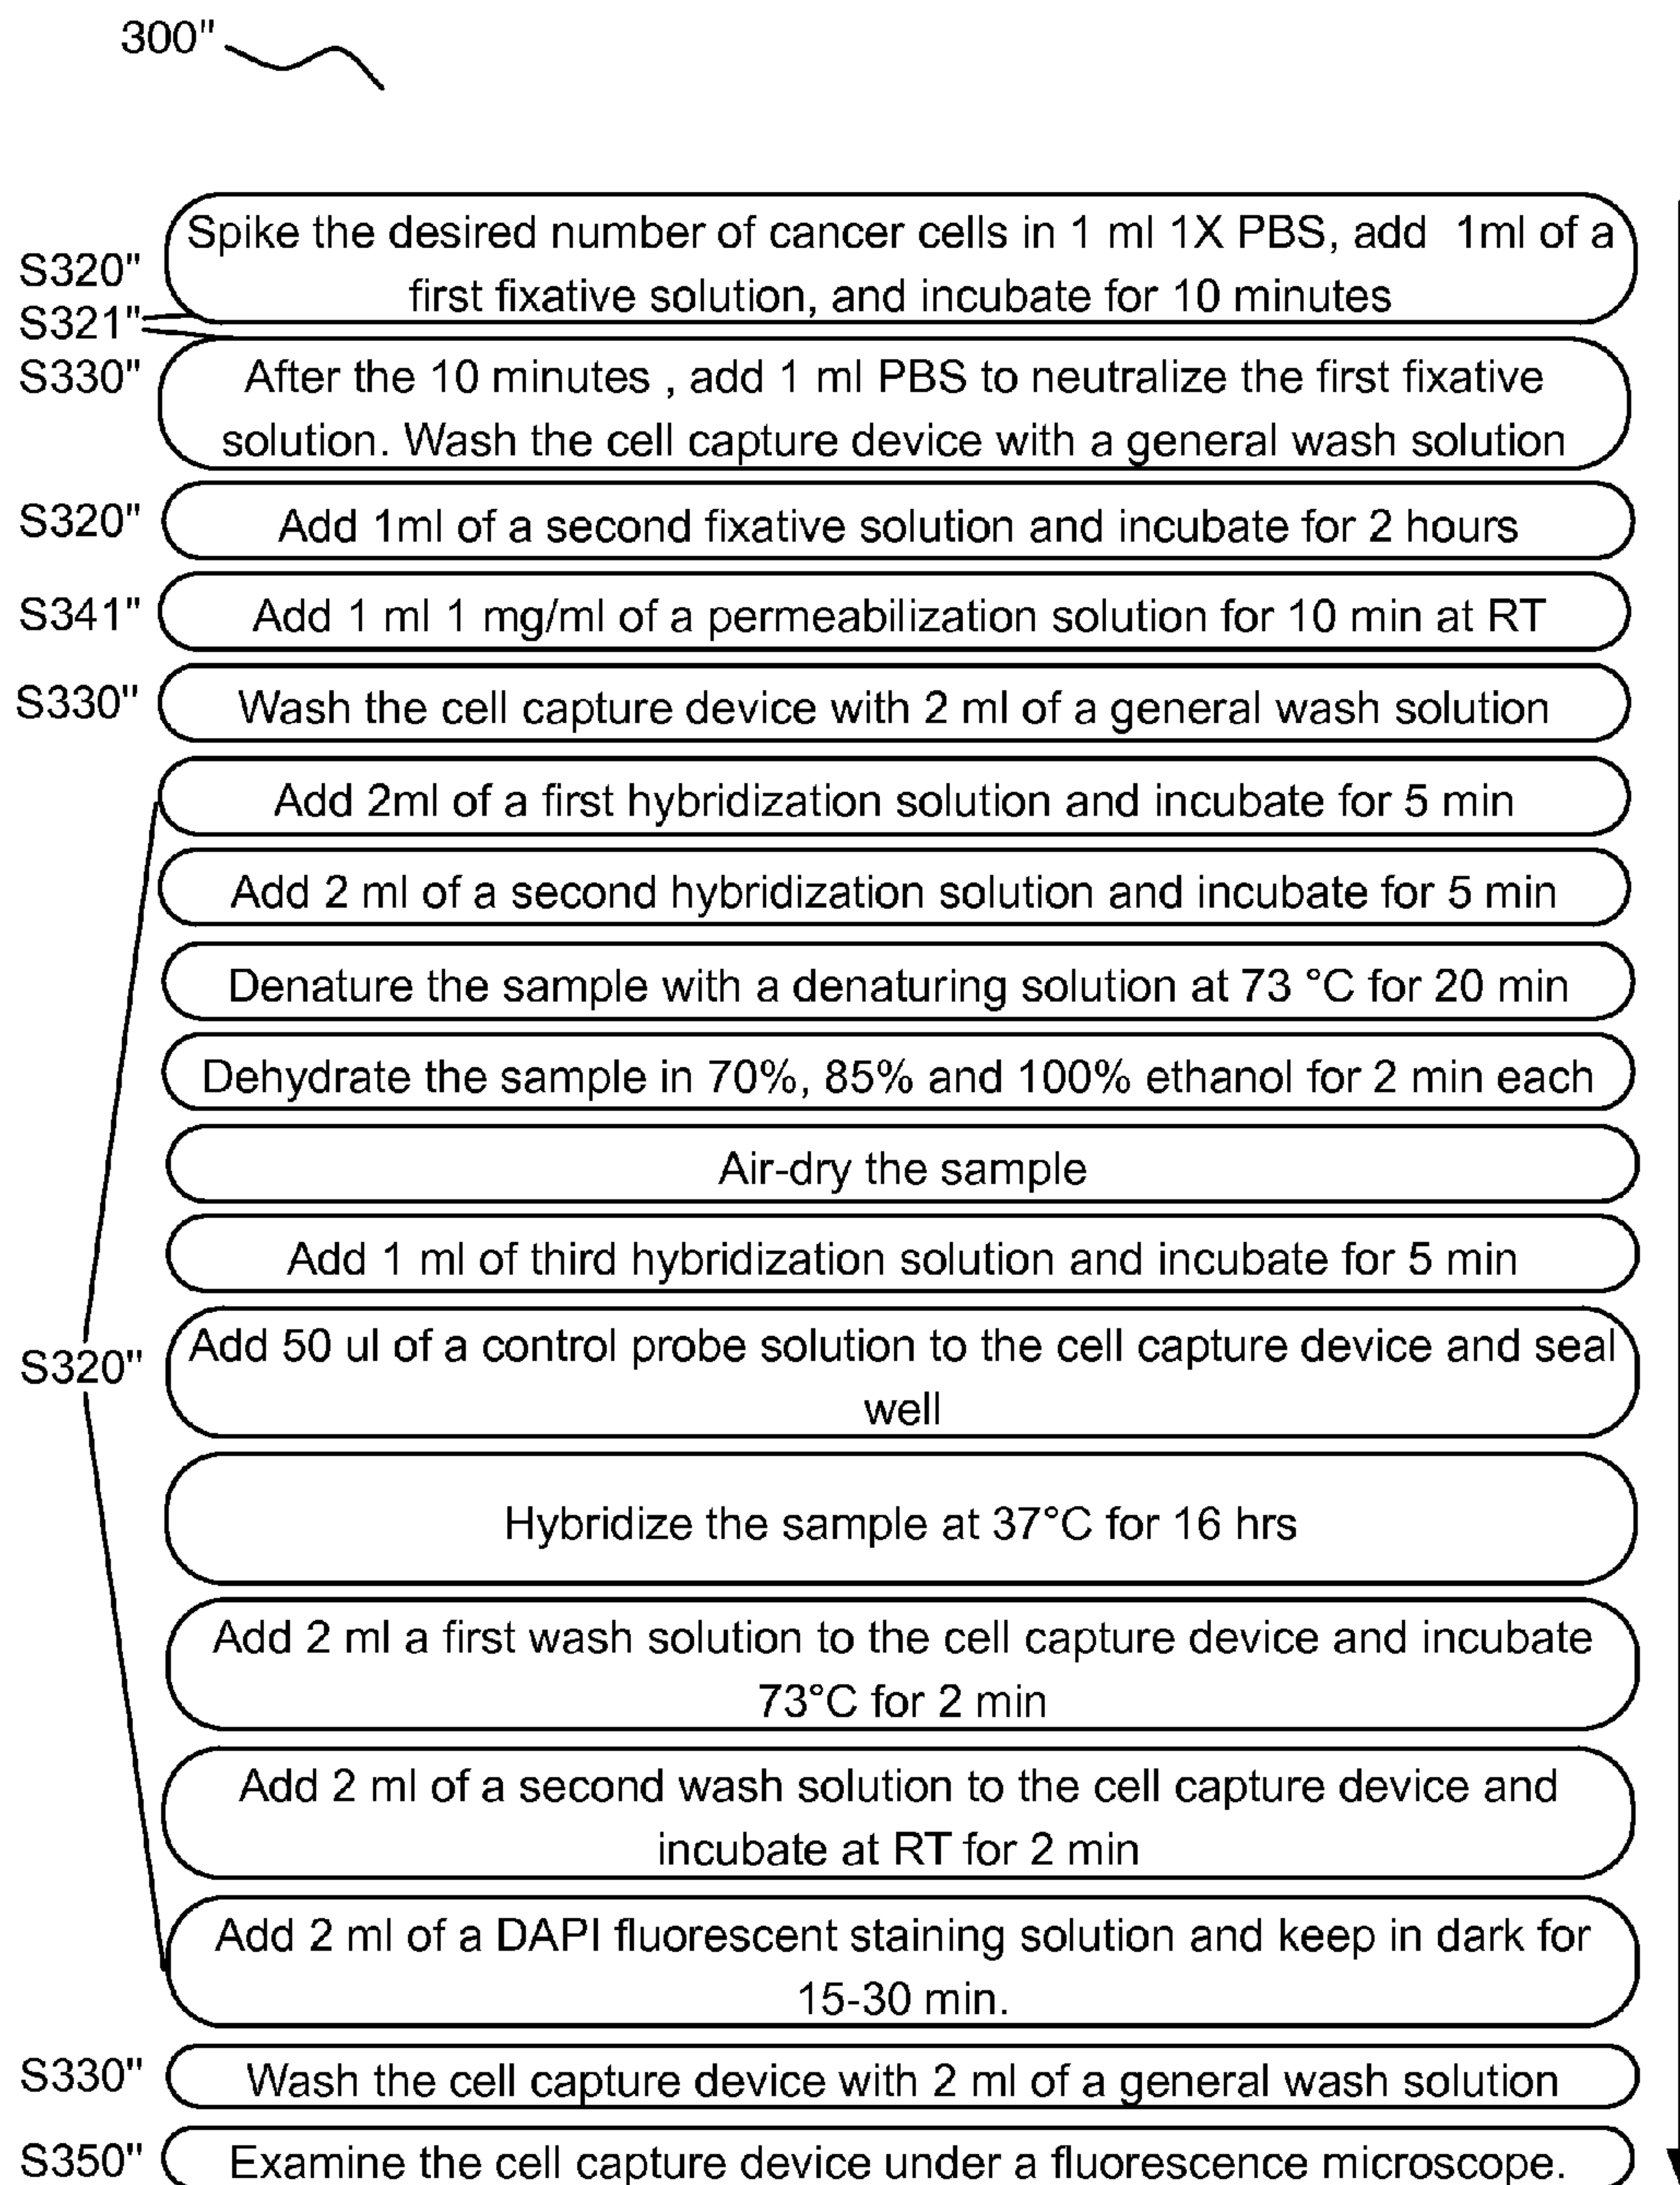 300"
S320"
Spike the desired number of cancer cells in 1 ml 1X PBS, add 1ml of a
first fixative solution, and incubate for 10 minutes
S321"
S330"
After the 10 minutes , add 1 ml PBS to neutralize the first fixative
solution. Wash the cell capture device with a general wash solution
S320"
Add 1ml of a second fixative solution and incubate for 2 hours
S341"
Add 1 ml 1 mg/ml of a permeabilization solution for 10 min at RT
S330"
Wash the cell capture device with 2 ml of a general wash solution
Add 2ml of a first hybridization solution and incubate for 5 min
Add 2 ml of a second hybridization solution and incubate for 5 min
Denature the sample with a denaturing solution at 73 °C for 20 min
Dehydrate the sample in 70%, 85% and 100% ethanol for 2 min each
Air-dry the sample
Add 1 ml of third hybridization solution and incubate for 5 min
S320"
Add 50 ul of a control probe solution to the cell capture device and seal
well
Hybridize the sample at 37°C for 16 hrs
Add 2 ml a first wash solution to the cell capture device and incubate
73°C for 2 min
Add 2 ml of a second wash solution to the cell capture device and
incubate at RT for 2 min
Add 2 ml of a DAPI fluorescent staining solution and keep in dark for
15-30 min.
S330"
Wash the cell capture device with 2 ml of a general wash solution
S350"
Examine the cell capture device under a fluorescence microscope.